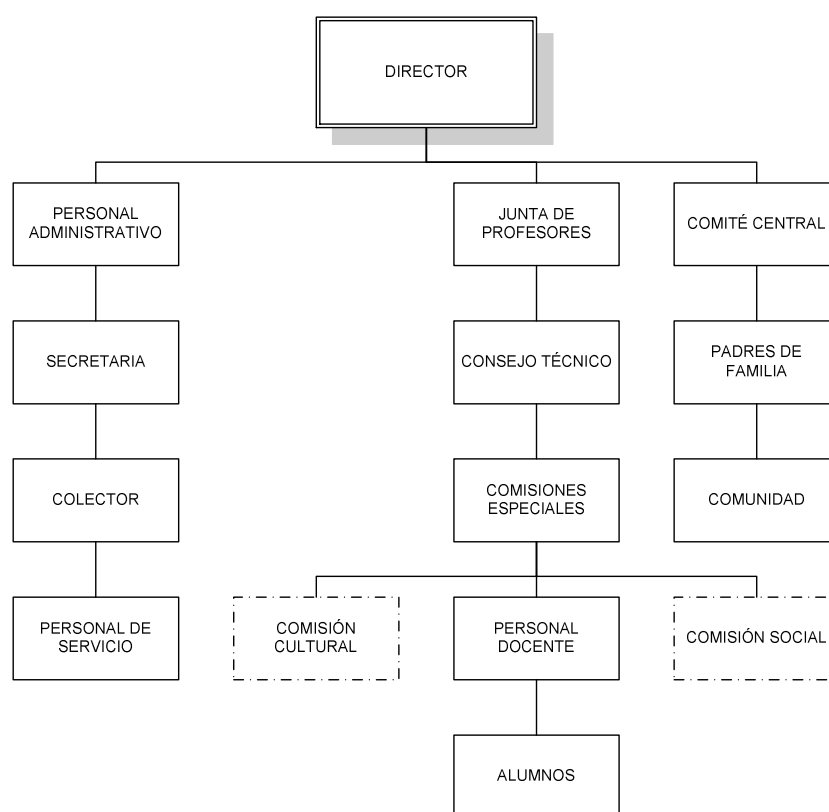 DIRECTOR
PERSONAL
ADMINISTRATIVO
JUNTA DE
PROFESORES
COMITÉ CENTRAL
SECRETARIA
CONSEJO TÉCNICO
PADRES DE
FAMILIA
COLECTOR
COMISIONES
ESPECIALES
COMUNIDAD
PERSONAL DE
SERVICIO
COMISIÓN
CULTURAL
PERSONAL
DOCENTE
COMISIÓN SOCIAL
ALUMNOS